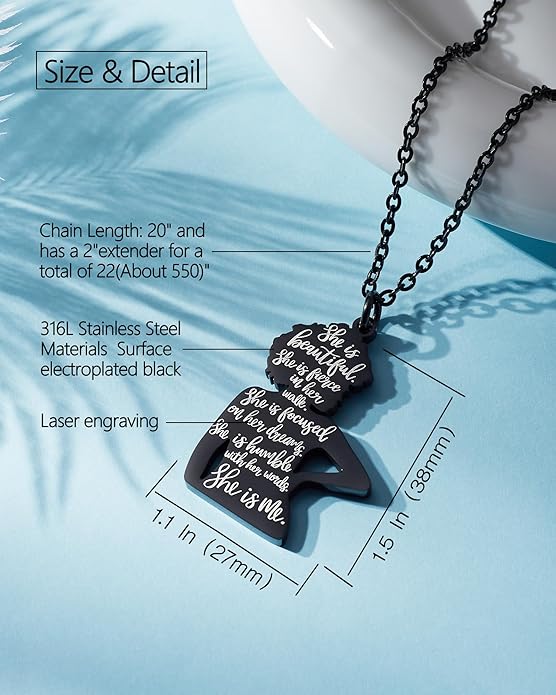 Size & Detail
Chain Length: 20" and
has a 2"extender for a
total of 22(About 550)"
316L Stainless Steel
Materials Surface
electroplated black
Laser engraving
She is
beautiful.
She is fierce
in her
walk.
She is focused
on her dreams.
She is humble
with her words.
She is me.
1.1 In (27mm)
1.5 In (38mm)